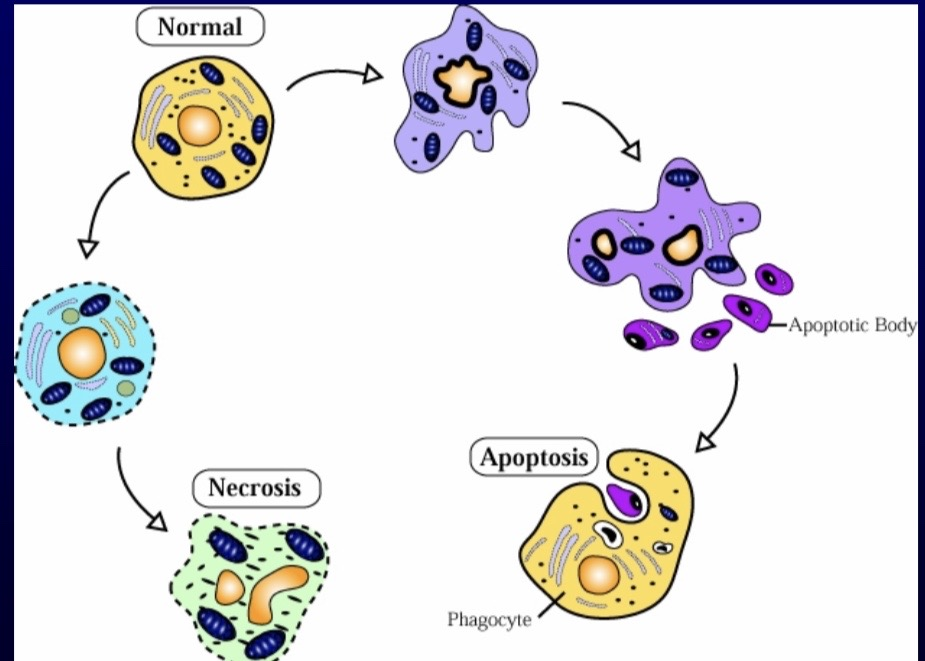 Normal
Apoptotic Body
Apoptosis
Necrosis
Phagocyte